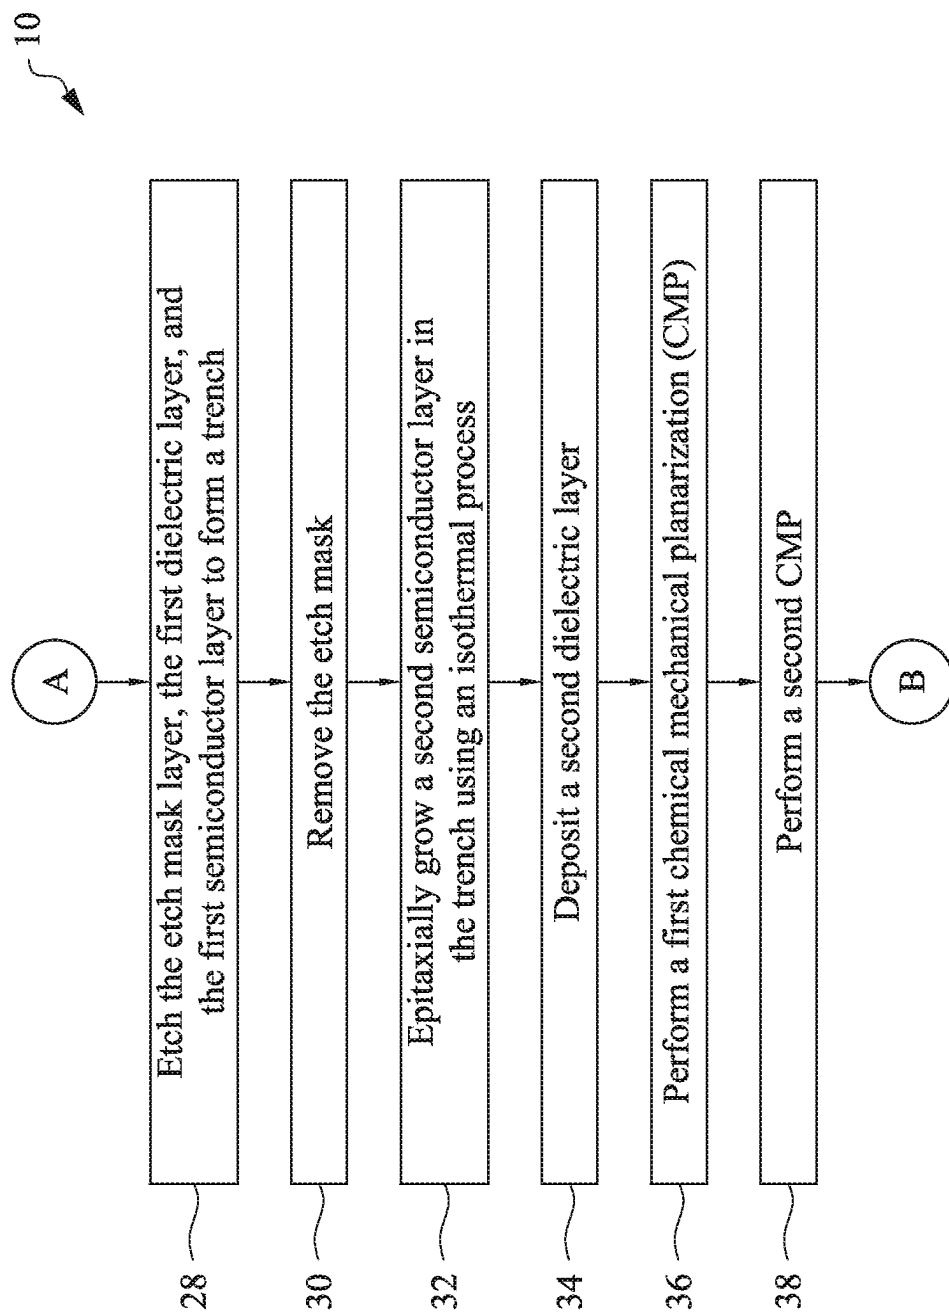 10
A
28
Etch the etch mask layer, the first dielectric layer, and
the first semiconductor layer to form a trench
30
Remove the etch mask
32
Epitaxially grow a second semiconductor layer in
the trench using an isothermal process
34
Deposit a second dielectric layer
36
Perform a first chemical mechanical planarization (CMP)
38
Perform a second CMP
B